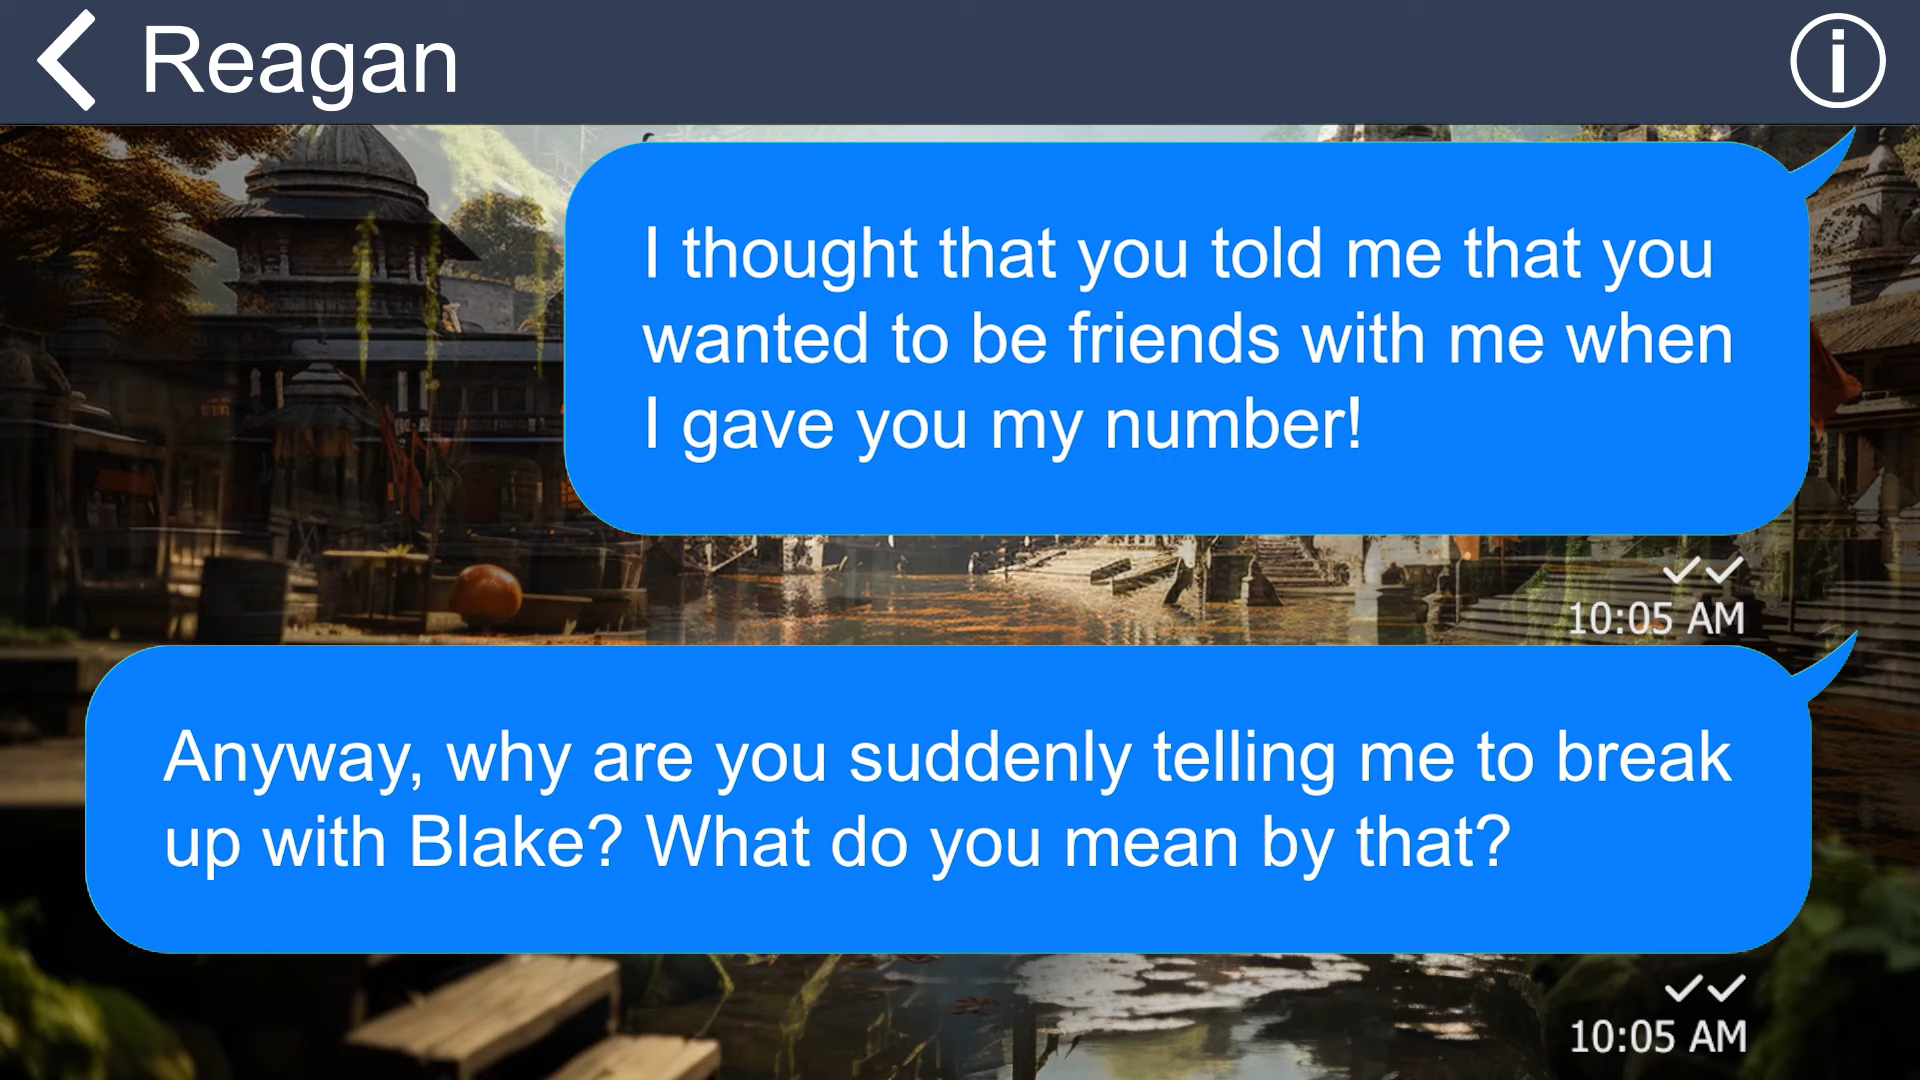 Reagan
I thought that you told me that you
wanted to be friends with me when
I gave you my number!
10:05 AM
Anyway, why are you suddenly telling me to break
up with Blake? What do you mean by that?
10:05 AM